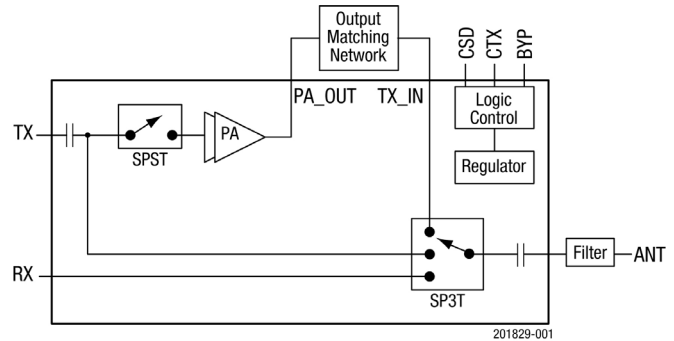 Output
Matching
Network
CSD
CTX
BYP
PA_OUT TX_IN
Logic
Control
TX
SPST
PA
Regulator
RX
SP3T
Filter
ANT
201829-001